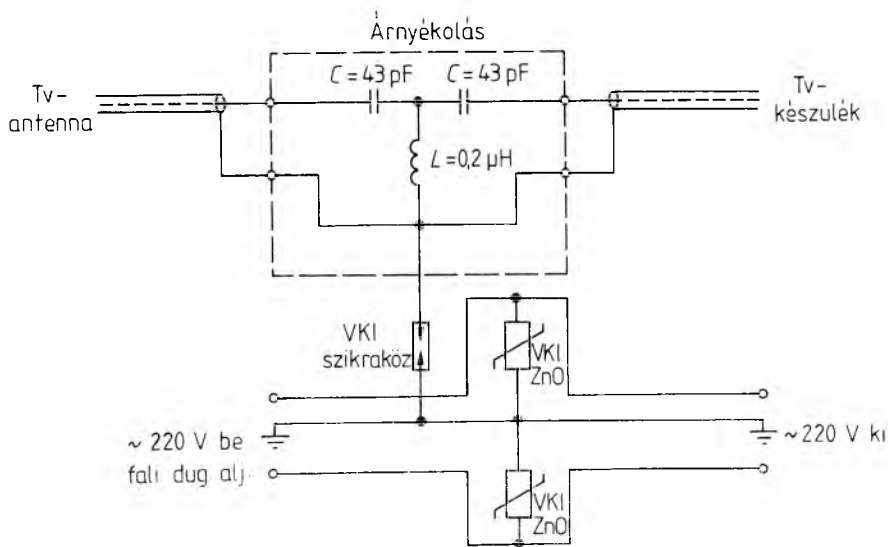 Árnyékolás
C = 43 pF
C = 43 pF
Tv-
antenna
Tv-
készülék
L = 0,2 µH
VKI
szikraköz
VKI
ZnO
~ 220 V be
fali dug alj.
~ 220 V ki
VKI
ZnO